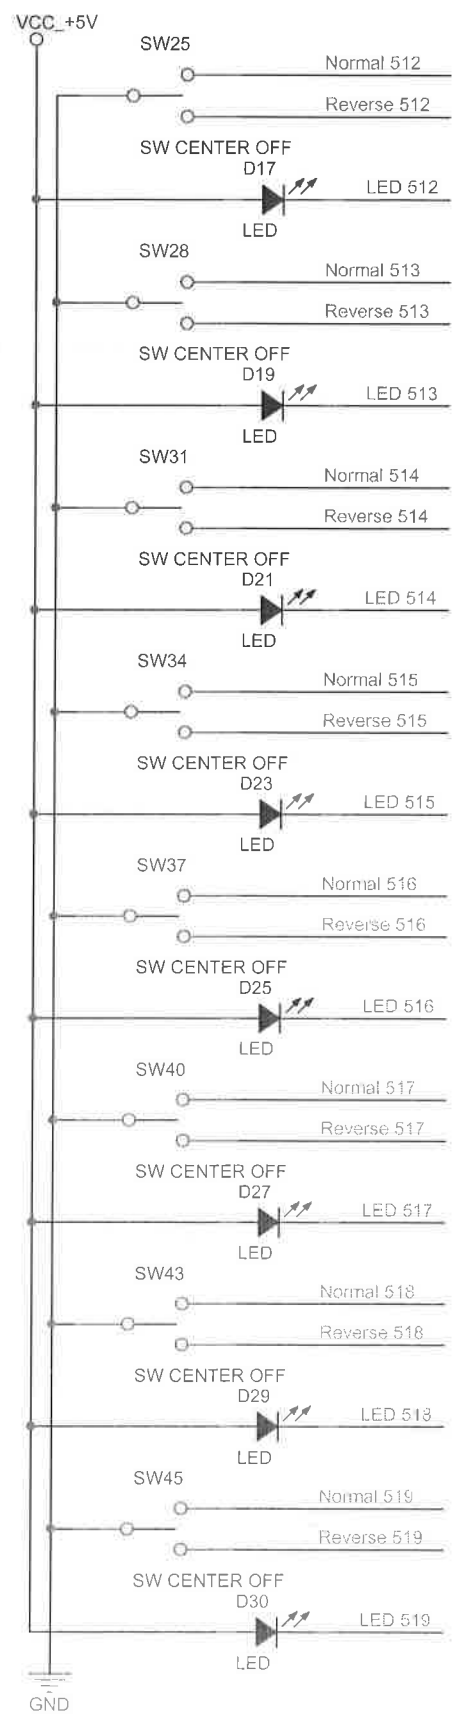 VCC_+5V
SW25
Normal 512
Reverse 512
SW CENTER OFF
D17
LED 512
LED
SW28
Normal 513
Reverse 513
SW CENTER OFF
D19
LED 513
LED
SW31
Normal 514
Reverse 514
SW CENTER OFF
D21
LED 514
LED
SW34
Normal 515
Reverse 515
SW CENTER OFF
D23
LED 515
LED
SW37
Normal 516
Reverse 516
SW CENTER OFF
D25
LED 516
LED
SW40
Normal 517
Reverse 517
SW CENTER OFF
D27
LED 517
LED
SW43
Normal 518
Reverse 518
SW CENTER OFF
D29
LED 518
LED
SW45
Normal 519
Reverse 519
SW CENTER OFF
D30
LED 519
LED
GND